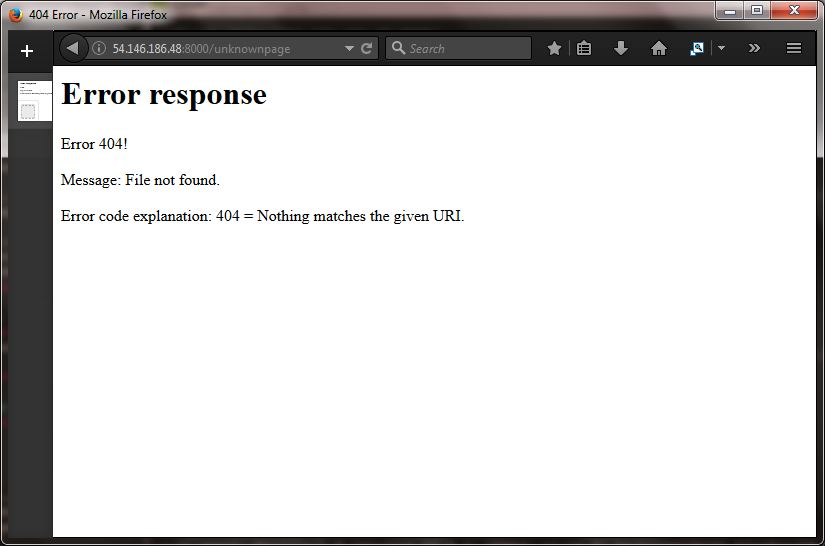 404 Error - Mozilla Firefox
54.146.186.48:8000/unknownpage
Search
Error response
Error 404!
Message: File not found.
Error code explanation: 404 = Nothing matches the given URI.